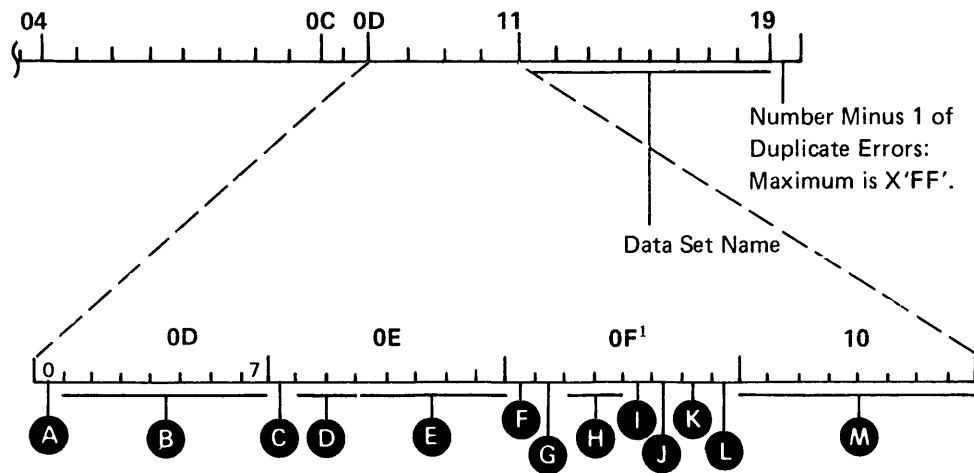 04 0C 0D 11 19
Number Minus 1 of
Duplicate Errors:
Maximum is X'FF'.
Data Set Name
0D 0E 0F¹ 10
0 7
A B C D E F G H I J K L M